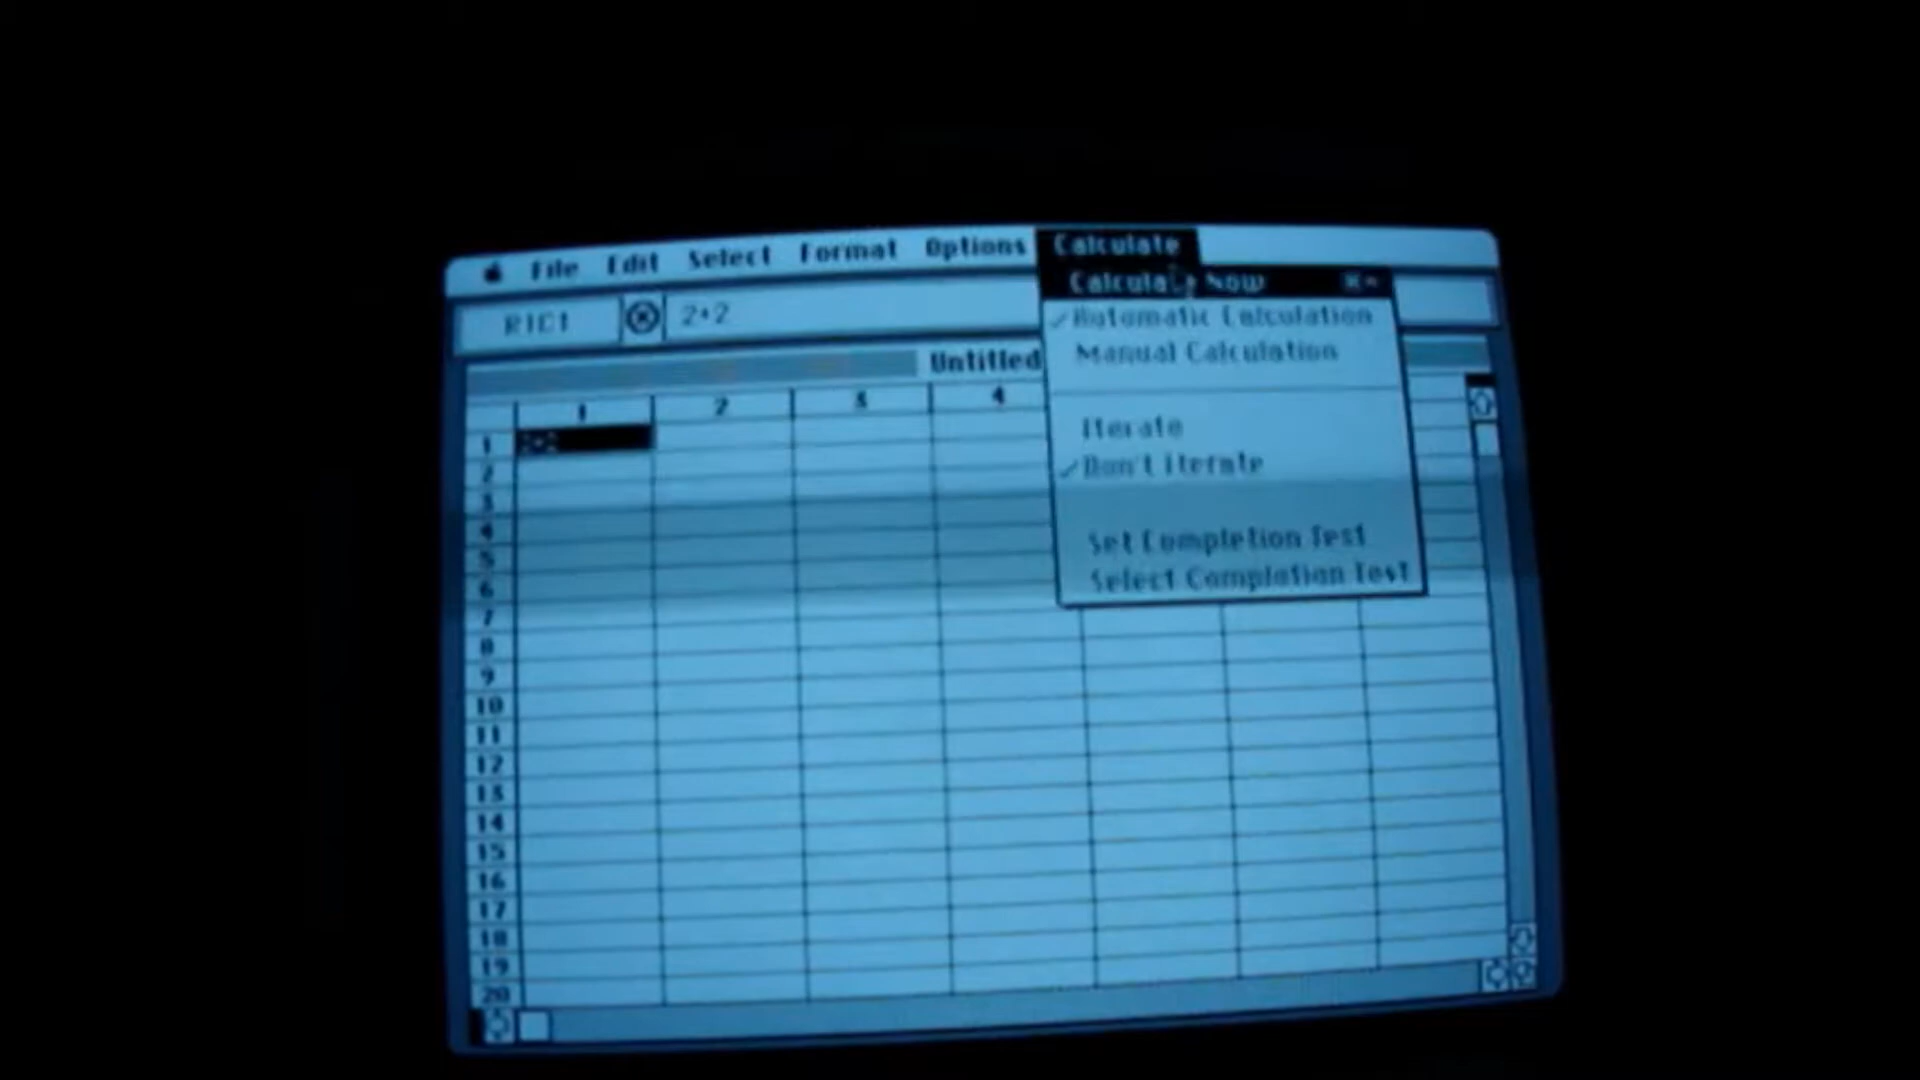 File Edit Select Format Options Calculate
R1C1 2+2
Untitled
Calculate Now
Automatic Calculation
Manual Calculation
Iterate
Don't Iterate
Set Completion Test
Select Completion Test
1 2 3 4
1
2
3
4
5
6
7
8
9
10
11
12
13
14
15
16
17
18
19
20